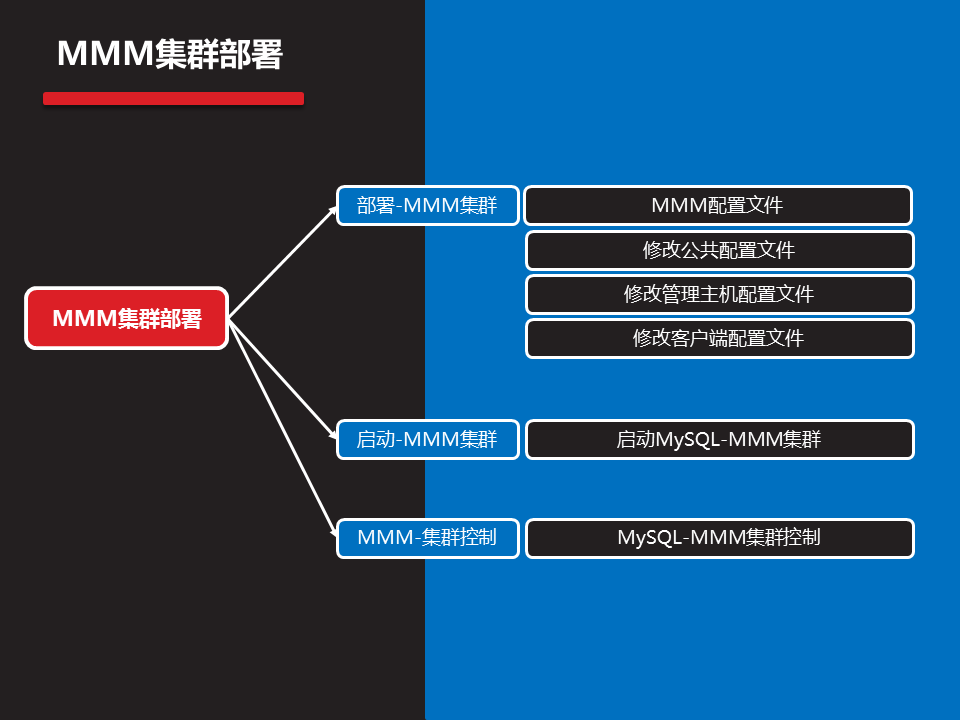 MMM集群部署
部署-MMM集群
MMM配置文件
修改公共配置文件
修改管理主机配置文件
修改客户端配置文件
MMM集群部署
启动-MMM集群
启动MySQL-MMM集群
MMM-集群控制
MySQL-MMM集群控制